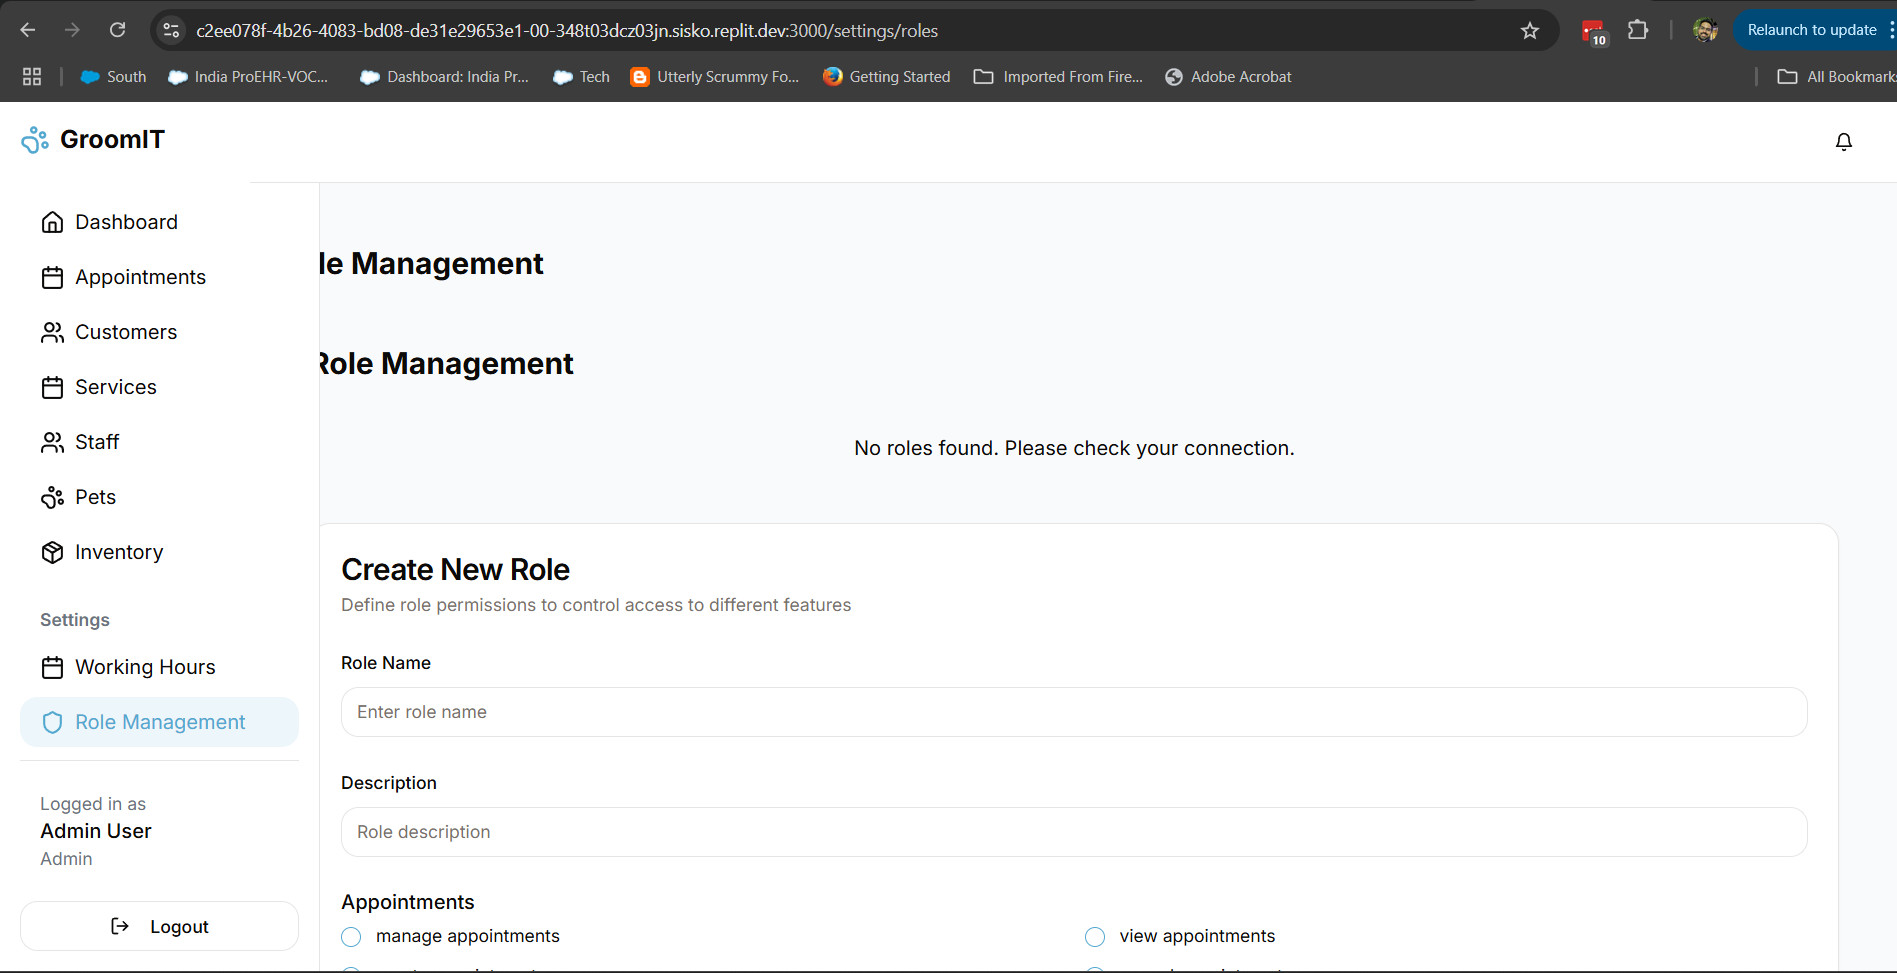 c2ee078f-4b26-4083-bd08-de31e29653e1-00-348t03dcz03jn.sisko.replit.dev:3000/settings/roles
10
Relaunch to update
South
India ProEHR-VOC...
Dashboard: India Pr...
Tech
Utterly Scrummy Fo...
Getting Started
Imported From Fire...
Adobe Acrobat
All Bookmarks
GroomIT
Dashboard
Appointments
Customers
Services
Staff
Pets
Inventory
Settings
Working Hours
Role Management
Logged in as
Admin User
Admin
Logout
le Management
Role Management
No roles found. Please check your connection.
Create New Role
Define role permissions to control access to different features
Role Name
Enter role name
Description
Role description
Appointments
manage appointments
view appointments